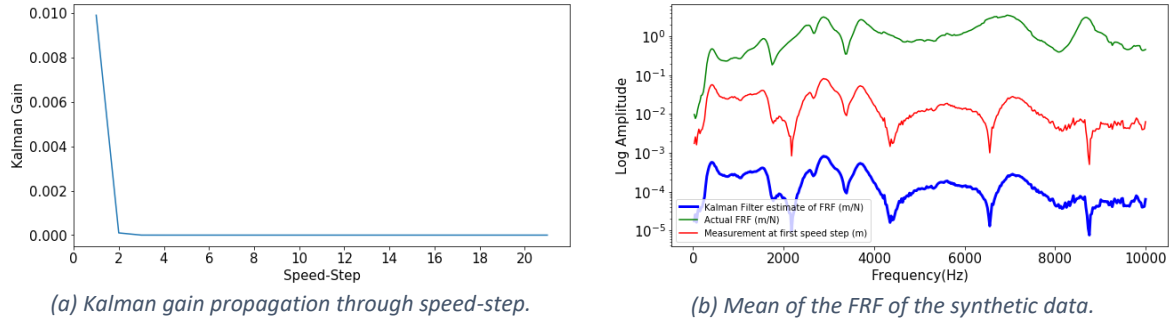 0.010
0.008
0.006
0.004
0.002
0.000
Kalman Gain
0 2 4 6 8 10 12 14 16 18 20
Speed-Step
(a) Kalman gain propagation through speed-step.
10^0
10^-1
10^-2
10^-3
10^-4
10^-5
Log Amplitude
Kalman Filter estimate of FRF (m/N)
Actual FRF (m/N)
Measurement at first speed step (m)
0 2000 4000 6000 8000 10000
Frequency(Hz)
(b) Mean of the FRF of the synthetic data.